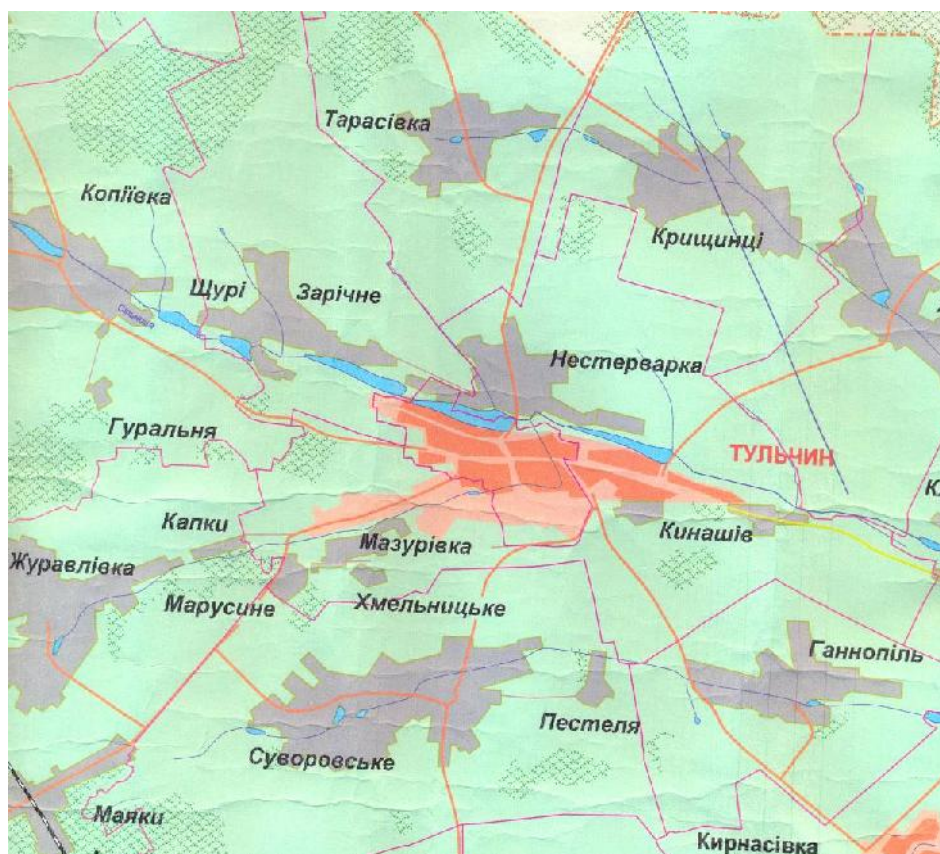 Тарасівка
Копіївка
Крищинці
Щурі
Зарічне
Сільниця
Нестерварка
Гуральня
ТУЛЬЧИН
Капки
Кинашів
Мазурівка
Журавлівка
Марусине
Хмельницьке
Ганнопіль
Пестеля
Суворовське
Маяки
Кирнасівка